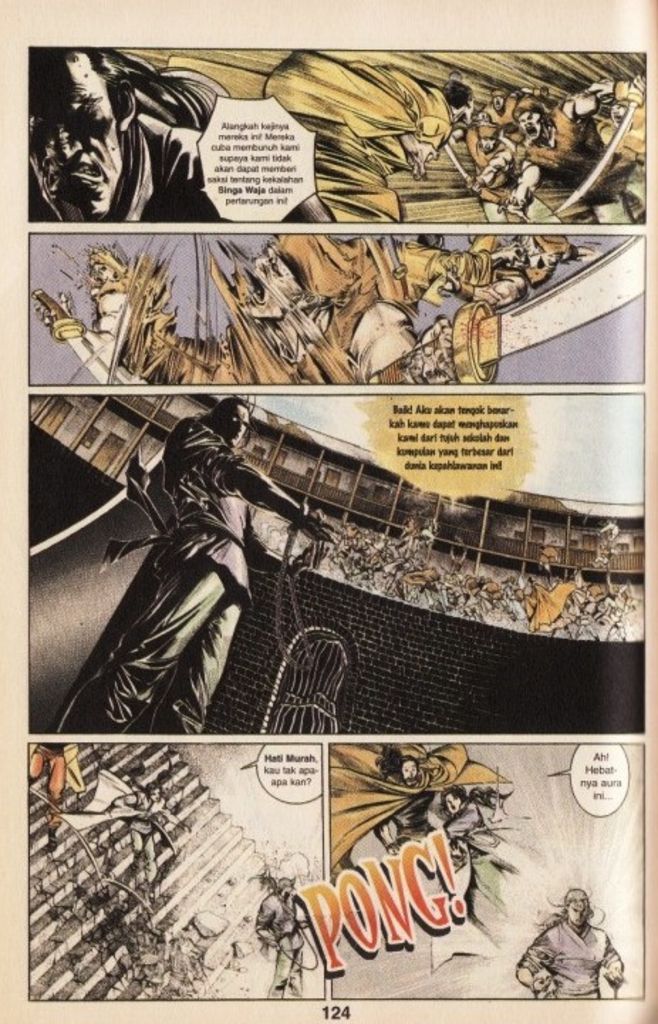 Alangkah kejinya
mereka ini! Mereka
cuba membunuh kami
supaya kami tidak
akan dapat memberi
saksi tentang kekalahan
Singa Waja dalam
pertarungan ini!
Baik! Aku akan tengok benar-
kah kamu dapat menghapuskan
kami dari tujuh sekolah dan
kumpulan yang terbesar dari
dunia kepahlawanan ini!
Hati Murah,
kau tak apa-
apa kan?
Ah!
Hebat-
nya aura
ini...
PONG!
124